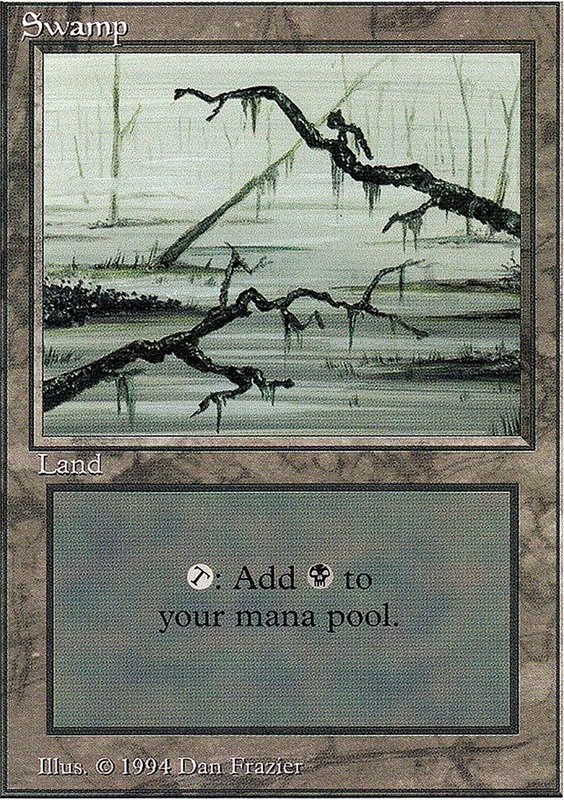 Swamp
Land
T: Add to
your mana pool.
Illus. © 1994 Dan Frazier